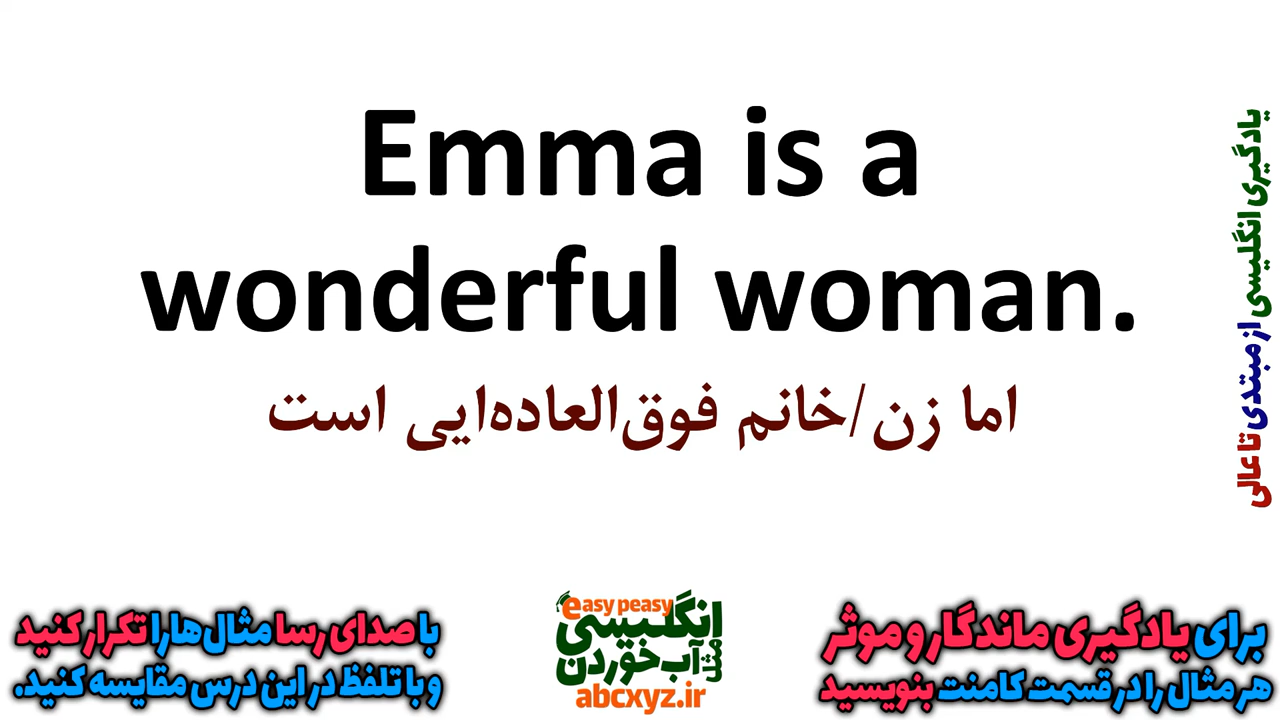 Emma is a
wonderful woman.
اما زن/خانم فوق‌العاده‌ایی است
یادگیری انگلیسی از مبتدی تا عالی
با صدای رسا مثال‌ها را تکرار کنید
و با تلفظ در این درس مقایسه کنید.
easy peasy
انگلیسی
مثل
آب خوردن
abcxyz.ir
برای یادگیری ماندگار و موثر
هر مثال را در قسمت کامنت بنویسید